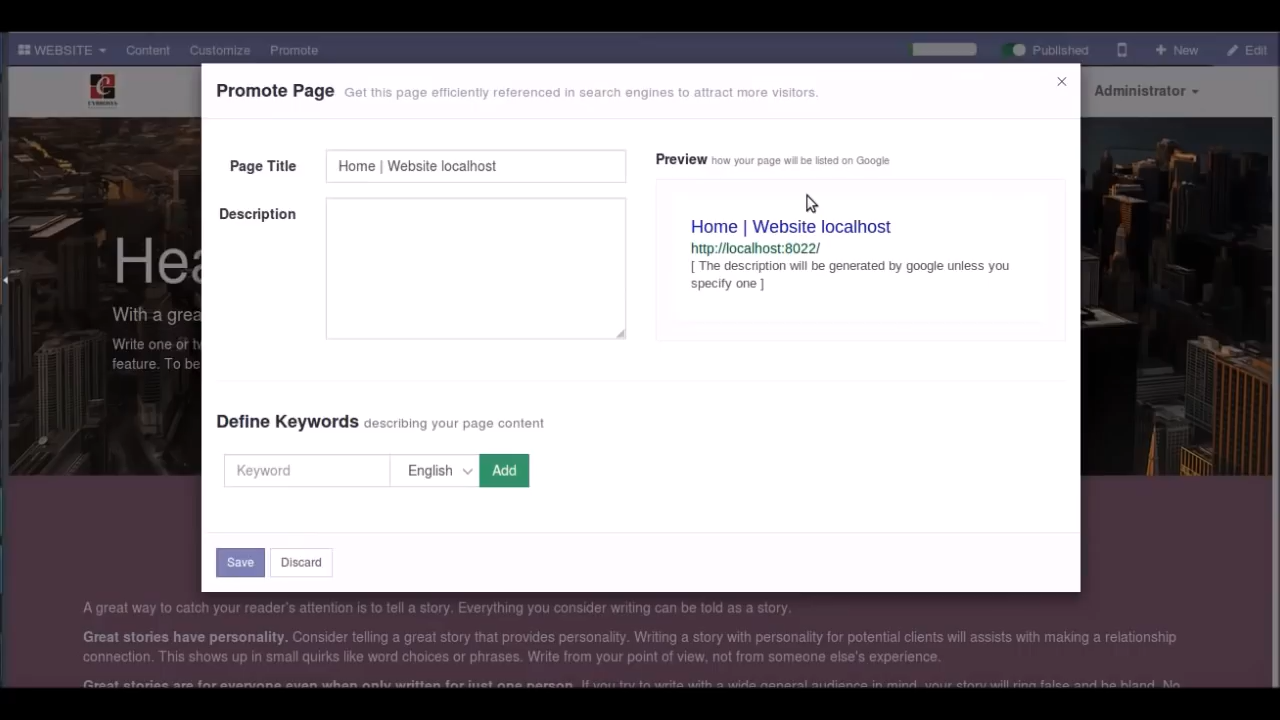 WEBSITE Content Customize Promote Published New Edit
Promote Page Get this page efficiently referenced in search engines to attract more visitors.
Administrator
Page Title Home | Website localhost
Description
Preview how your page will be listed on Google
Home | Website localhost
http://localhost:8022/
[ The description will be generated by google unless you
specify one ]
Hea
With a grea
Write one or tw
feature. To be
Define Keywords describing your page content
Keyword English Add
Save Discard
A great way to catch your reader's attention is to tell a story. Everything you consider writing can be told as a story.
Great stories have personality. Consider telling a great story that provides personality. Writing a story with personality for potential clients will assists with making a relationship
connection. This shows up in small quirks like word choices or phrases. Write from your point of view, not from someone else's experience.
Great stories are for everyone even when only written for just one person. If you try to write with a wide general audience in mind, your story will ring false and be bland. No